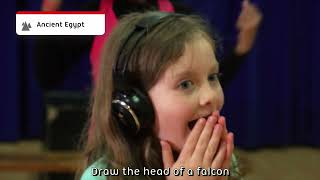 Ancient Egypt
Draw the head of a falcon